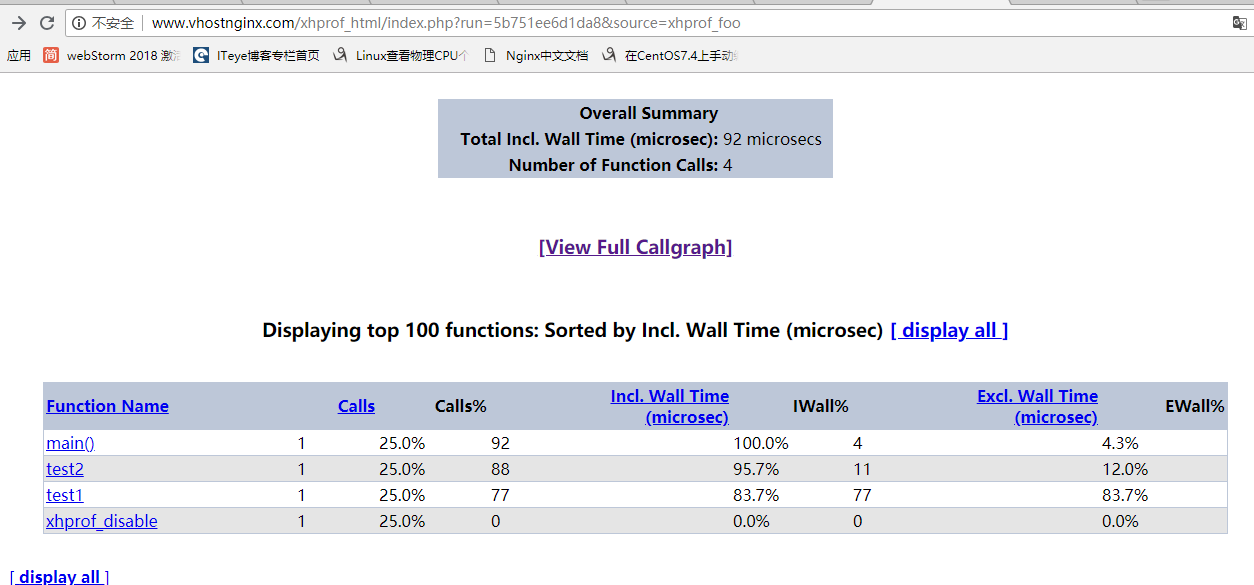 不安全 www.vhostnginx.com/xhprof_html/index.php?run=5b751ee6d1da8&source=xhprof_foo
应用 简 webStorm 2018 激活 ITeye博客专栏首页 Linux查看物理CPU个 Nginx中文文档 在CentOS7.4上手动
Overall Summary
Total Incl. Wall Time (microsec): 92 microsecs
Number of Function Calls: 4
[View Full Callgraph]
Displaying top 100 functions: Sorted by Incl. Wall Time (microsec) [ display all ]
Function Name Calls Calls% Incl. Wall Time (microsec) IWall% Excl. Wall Time (microsec) EWall%
main() 1 25.0% 92 100.0% 4 4.3%
test2 1 25.0% 88 95.7% 11 12.0%
test1 1 25.0% 77 83.7% 77 83.7%
xhprof_disable 1 25.0% 0 0.0% 0 0.0%
[ display all ]